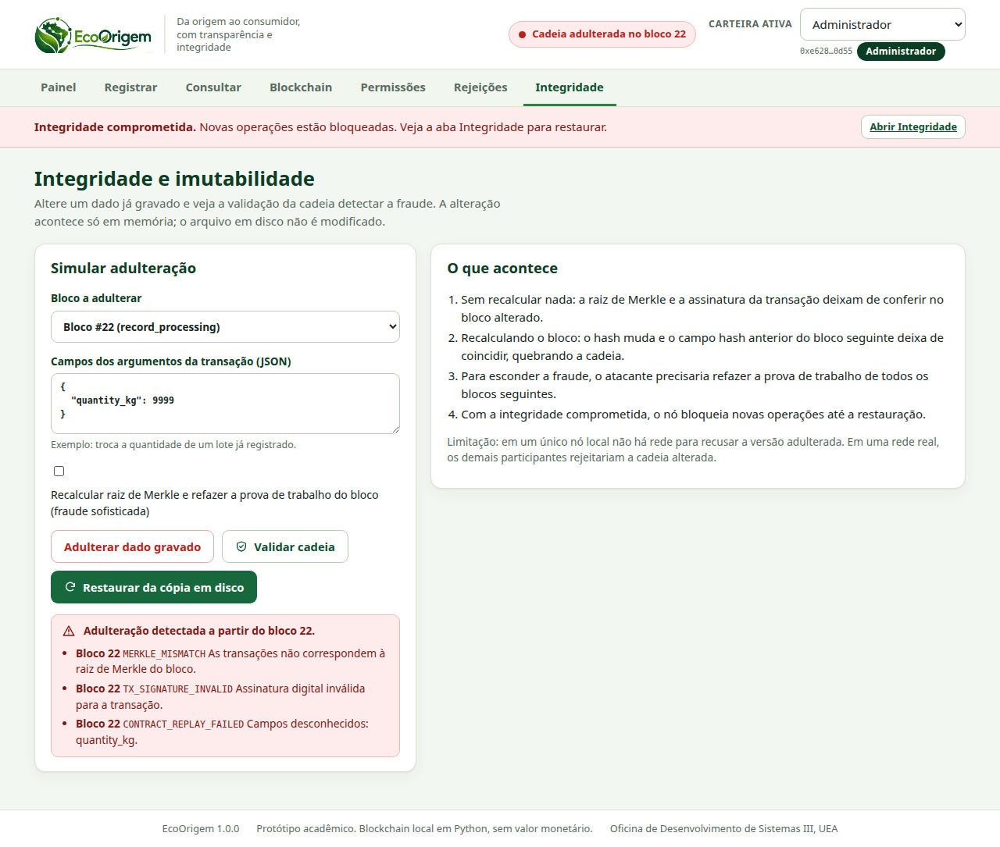 EcoOrigem
Da origem ao consumidor,
com transparência e
integridade
Cadeia adulterada no bloco 22
CARTEIRA ATIVA
Administrador
0xe628…0d55
Administrador
Painel
Registrar
Consultar
Blockchain
Permissões
Rejeições
Integridade
Integridade comprometida. Novas operações estão bloqueadas. Veja a aba Integridade para restaurar.
Abrir Integridade
Integridade e imutabilidade
Altere um dado já gravado e veja a validação da cadeia detectar a fraude. A alteração
acontece só em memória; o arquivo em disco não é modificado.
Simular adulteração
Bloco a adulterar
Bloco #22 (record_processing)
Campos dos argumentos da transação (JSON)
{
"quantity_kg": 9999
}
Exemplo: troca a quantidade de um lote já registrado.
Recalcular raiz de Merkle e refazer a prova de trabalho do bloco
(fraude sofisticada)
Adulterar dado gravado
Validar cadeia
Restaurar da cópia em disco
Adulteração detectada a partir do bloco 22.
Bloco 22 MERKLE_MISMATCH As transações não correspondem à
raiz de Merkle do bloco.
Bloco 22 TX_SIGNATURE_INVALID Assinatura digital inválida
para a transação.
Bloco 22 CONTRACT_REPLAY_FAILED Campos desconhecidos:
quantity_kg.
O que acontece
1. Sem recalcular nada: a raiz de Merkle e a assinatura da transação deixam de conferir no
bloco alterado.
2. Recalculando o bloco: o hash muda e o campo hash anterior do bloco seguinte deixa de
coincidir, quebrando a cadeia.
3. Para esconder a fraude, o atacante precisaria refazer a prova de trabalho de todos os
blocos seguintes.
4. Com a integridade comprometida, o nó bloqueia novas operações até a restauração.
Limitação: em um único nó local não há rede para recusar a versão adulterada. Em uma rede real,
os demais participantes rejeitariam a cadeia alterada.
EcoOrigem 1.0.0
Protótipo acadêmico. Blockchain local em Python, sem valor monetário.
Oficina de Desenvolvimento de Sistemas III, UEA